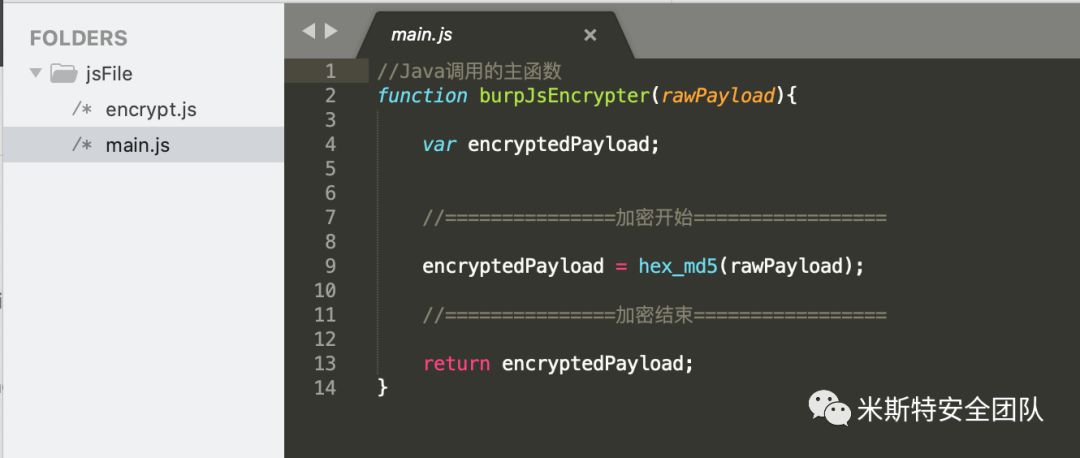 FOLDERS
jsFile
/* encrypt.js
/* main.js
main.js ×
1 //Java调用的主函数
2 function burpJsEncrypter(rawPayload){
3
4 var encryptedPayload;
5
6
7 //===============加密开始=================
8
9 encryptedPayload = hex_md5(rawPayload);
10
11 //===============加密结束=================
12
13 return encryptedPayload;
14 }
米斯特安全团队